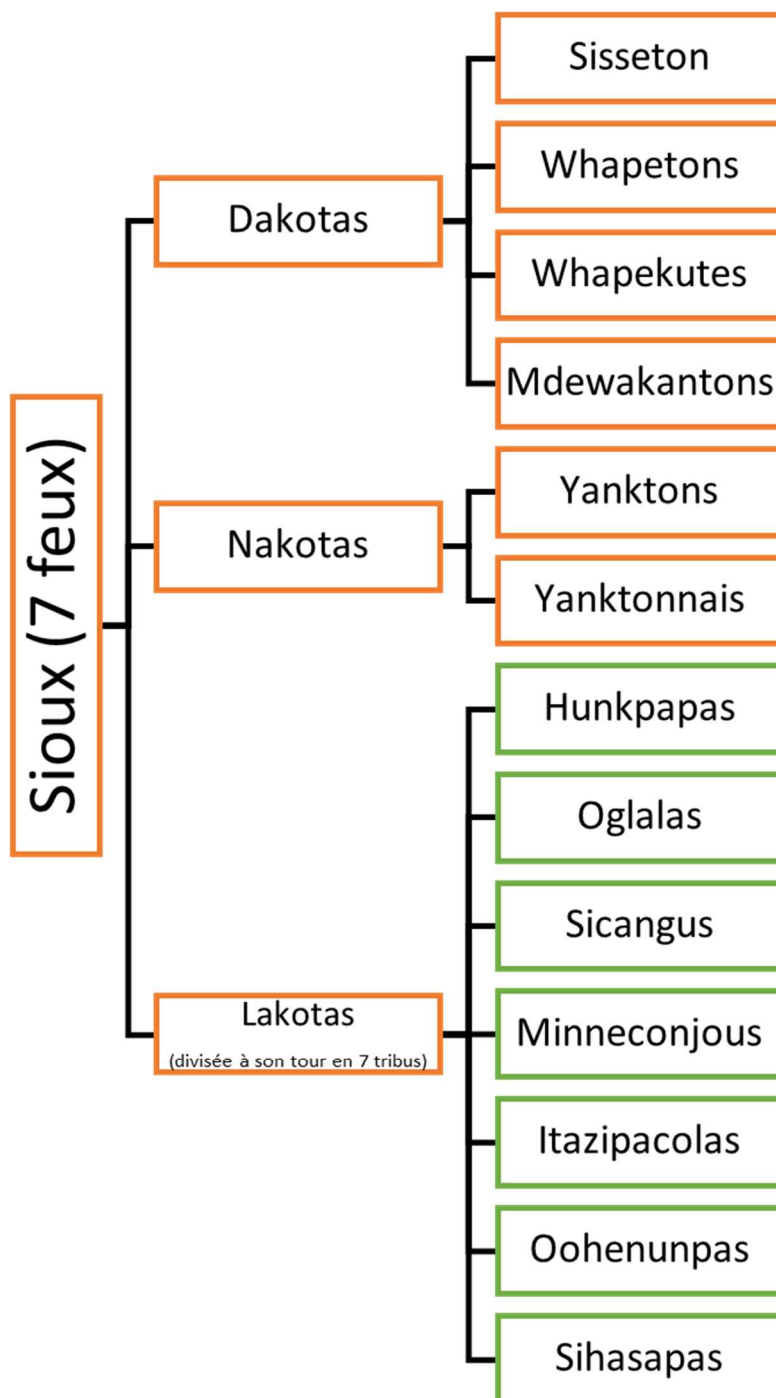 Sioux (7 feux)
Dakotas
Sisseton
Whapetons
Whapekutes
Mdewakantons
Nakotas
Yanktons
Yanktonnais
Lakotas
(divisée à son tour en 7 tribus)
Hunkpapas
Oglalas
Sicangus
Minneconjous
Itazipacolas
Oohenunpas
Sihasapas